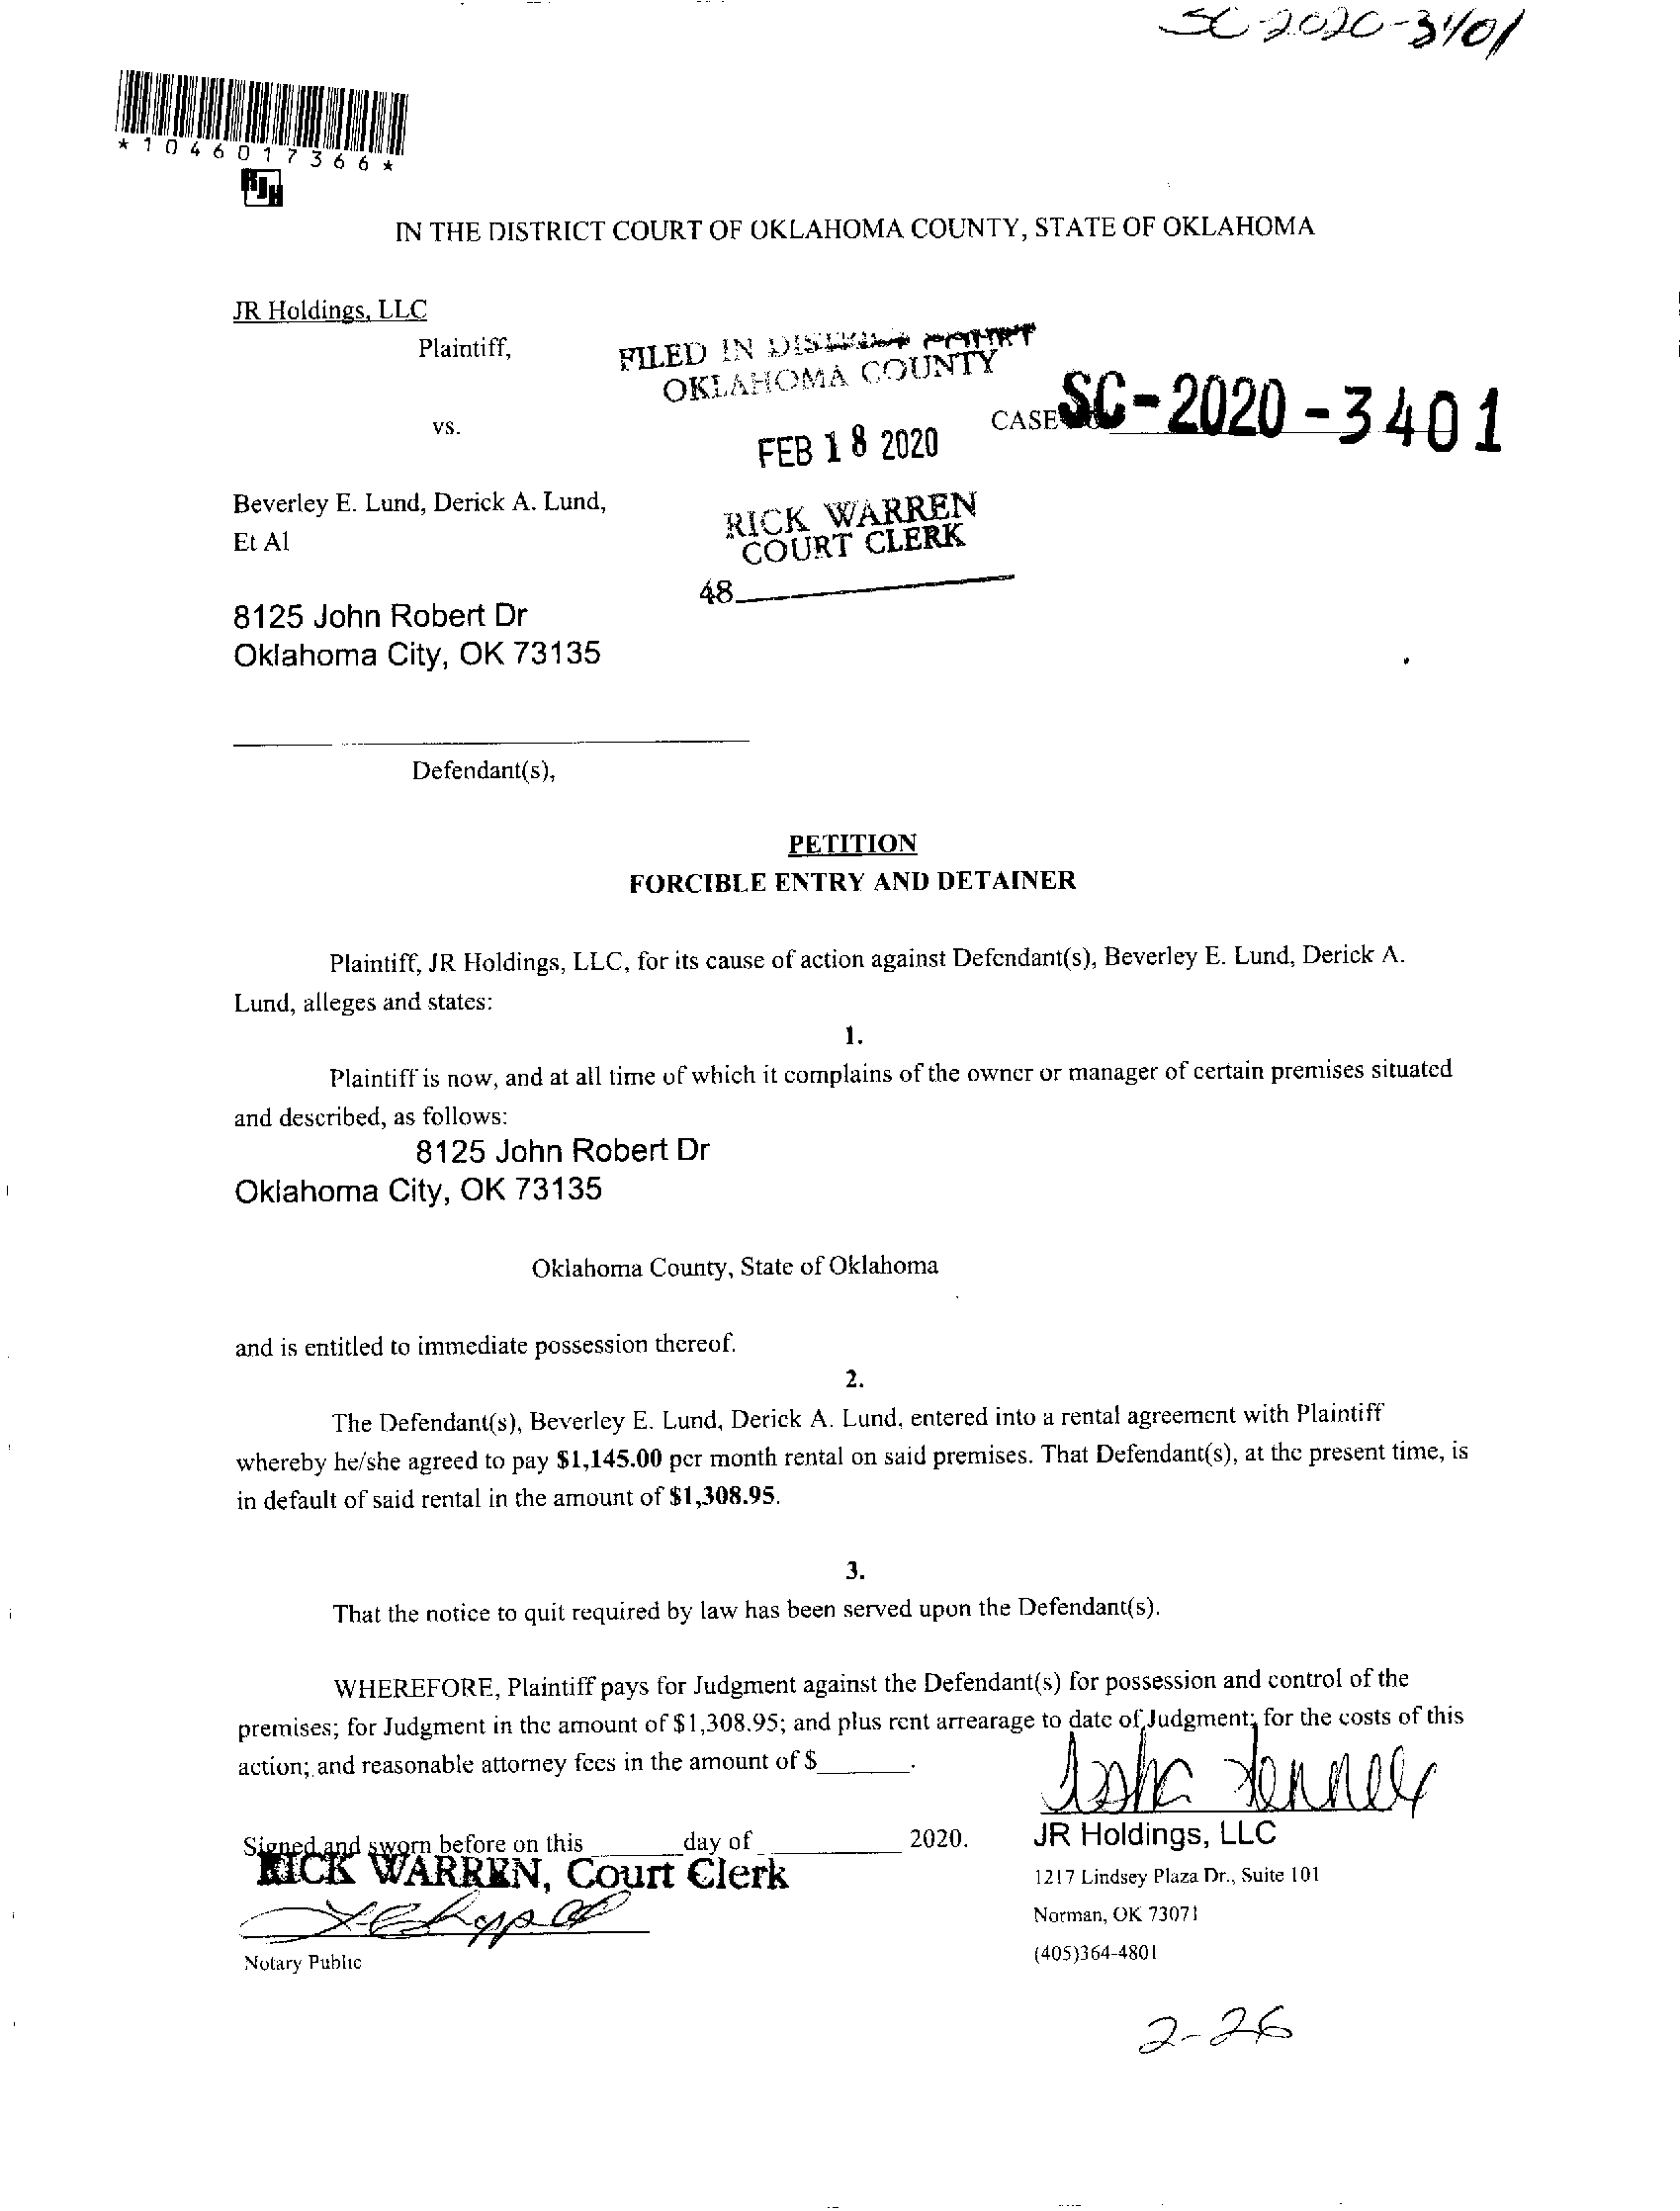 SC-2020-3401
*1046017366*
RJH
IN THE DISTRICT COURT OF OKLAHOMA COUNTY, STATE OF OKLAHOMA
JR Holdings, LLC
Plaintiff,
FILED IN DISTRICT COURT
OKLAHOMA COUNTY
vs.
FEB 18 2020
CASE SC-2020-3401
Beverley E. Lund, Derick A. Lund,
Et Al
RICK WARREN
COURT CLERK
48
8125 John Robert Dr
Oklahoma City, OK 73135
Defendant(s),
PETITION
FORCIBLE ENTRY AND DETAINER
Plaintiff, JR Holdings, LLC, for its cause of action against Defendant(s), Beverley E. Lund, Derick A.
Lund, alleges and states:
1.
Plaintiff is now, and at all time of which it complains of the owner or manager of certain premises situated
and described, as follows:
8125 John Robert Dr
Oklahoma City, OK 73135
Oklahoma County, State of Oklahoma
and is entitled to immediate possession thereof.
2.
The Defendant(s), Beverley E. Lund, Derick A. Lund, entered into a rental agreement with Plaintiff
whereby he/she agreed to pay $1,145.00 per month rental on said premises. That Defendant(s), at the present time, is
in default of said rental in the amount of $1,308.95.
3.
That the notice to quit required by law has been served upon the Defendant(s).
WHEREFORE, Plaintiff pays for Judgment against the Defendant(s) for possession and control of the
premises; for Judgment in the amount of $1,308.95; and plus rent arrearage to date of Judgment; for the costs of this
action; and reasonable attorney fees in the amount of $______.
Signed and sworn before on this ______ day of ______ 2020.
RICK WARREN, Court Clerk
Notary Public
JR Holdings, LLC
1217 Lindsey Plaza Dr., Suite 101
Norman, OK 73071
(405)364-4801
2-26